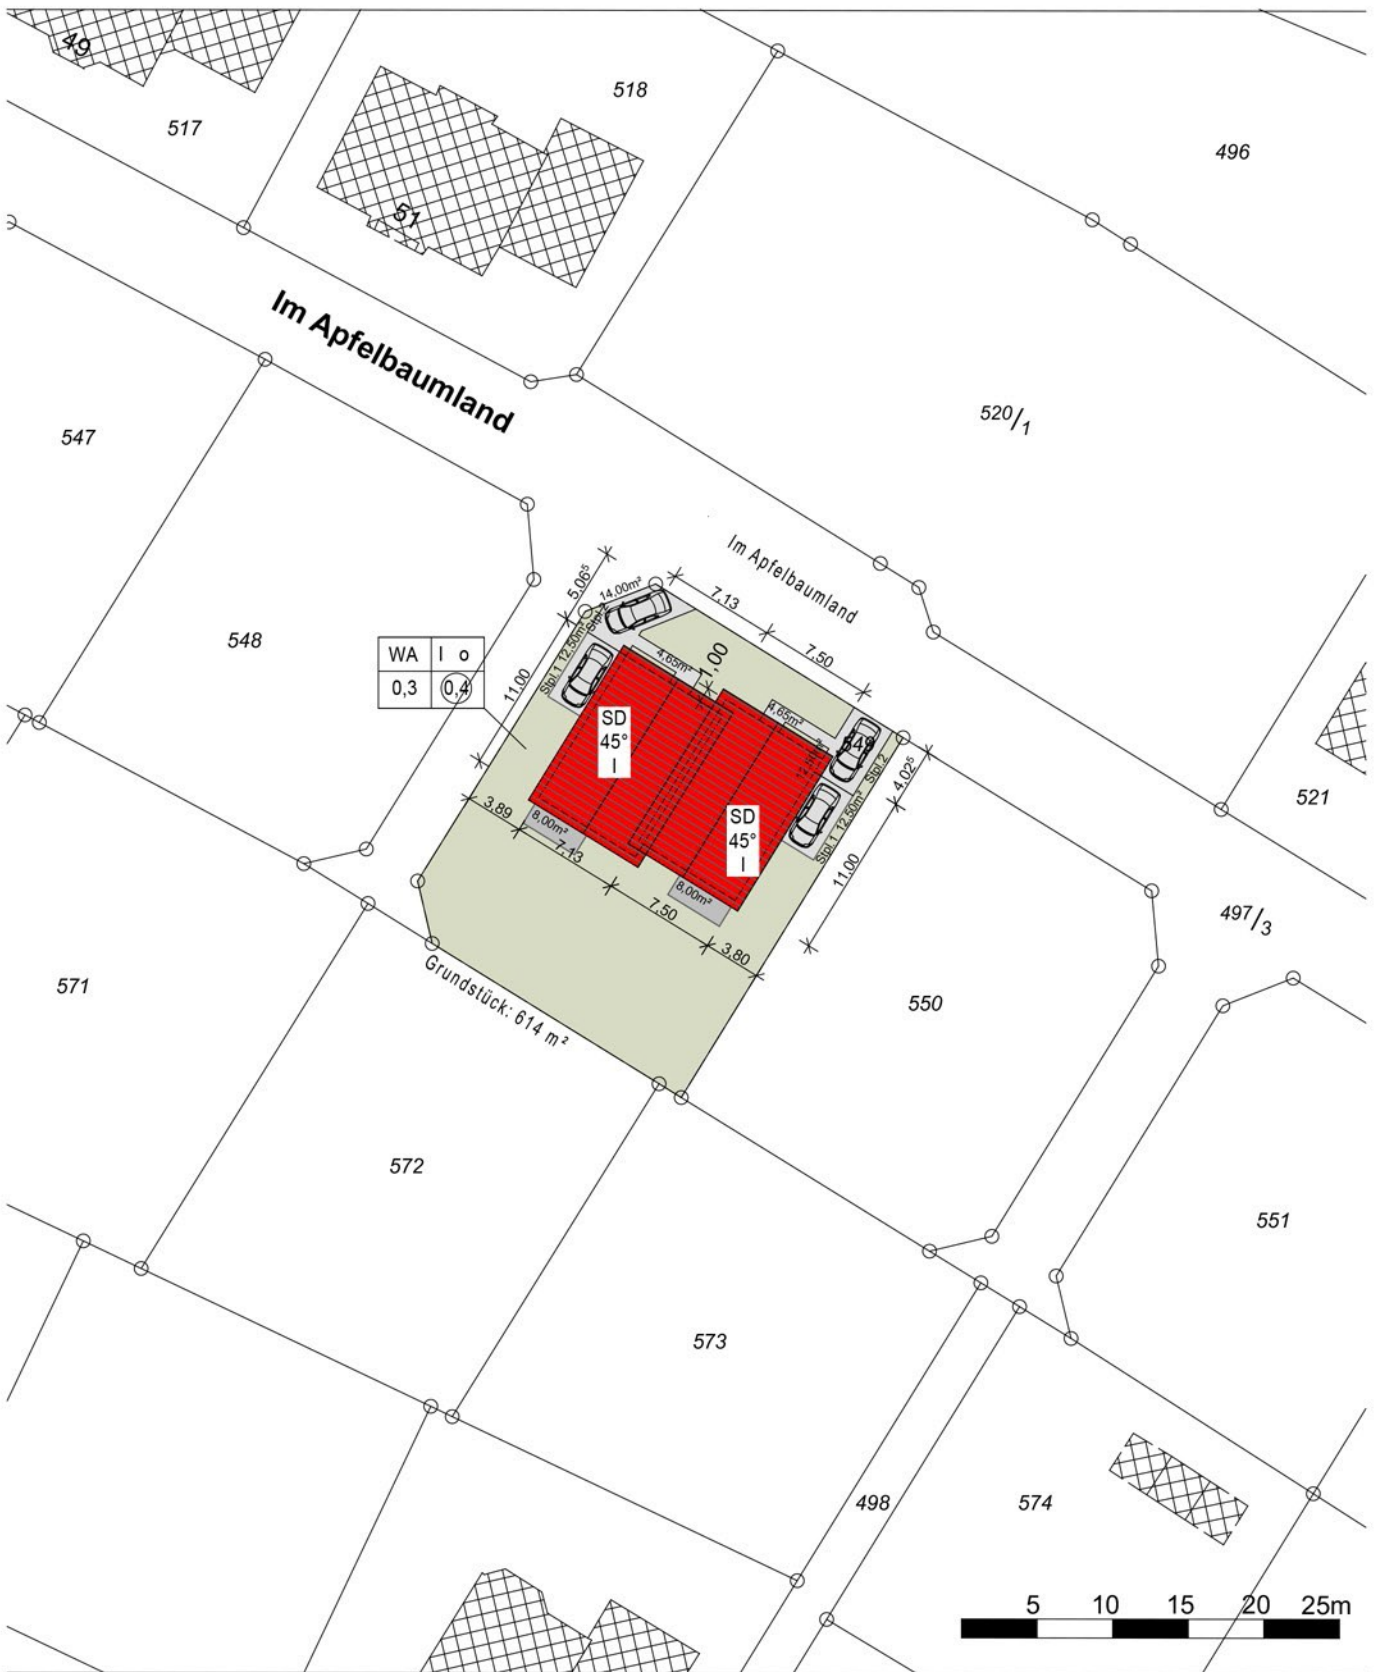 49
517
518
51
496
Im Apfelbaumland
520/1
547
548
Im Apfelbaumland
5,06⁵
14,00m²
7,13
7,50
WA I o
0,3 0,4
11,00
Stpl.1 12,50m²
Stpl.2
4,65m²
1,00
4,65m²
549
12,50m²
Stpl.2
4,02⁵
SD
45°
I
SD
45°
I
Stpl.1 12,50m²
11,00
3,89
8,00m²
7,13
8,00m²
7,50
3,80
521
497/3
Grundstück: 614 m²
571
550
572
551
573
498
574
5 10 15 20 25m